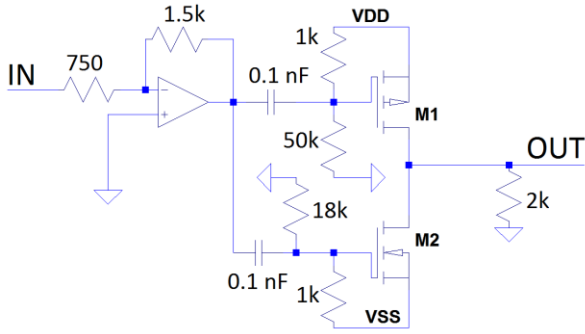 1.5k
VDD
1k
750
IN
0.1 nF
−
+
M1
50k
OUT
18k
2k
M2
0.1 nF
1k
VSS